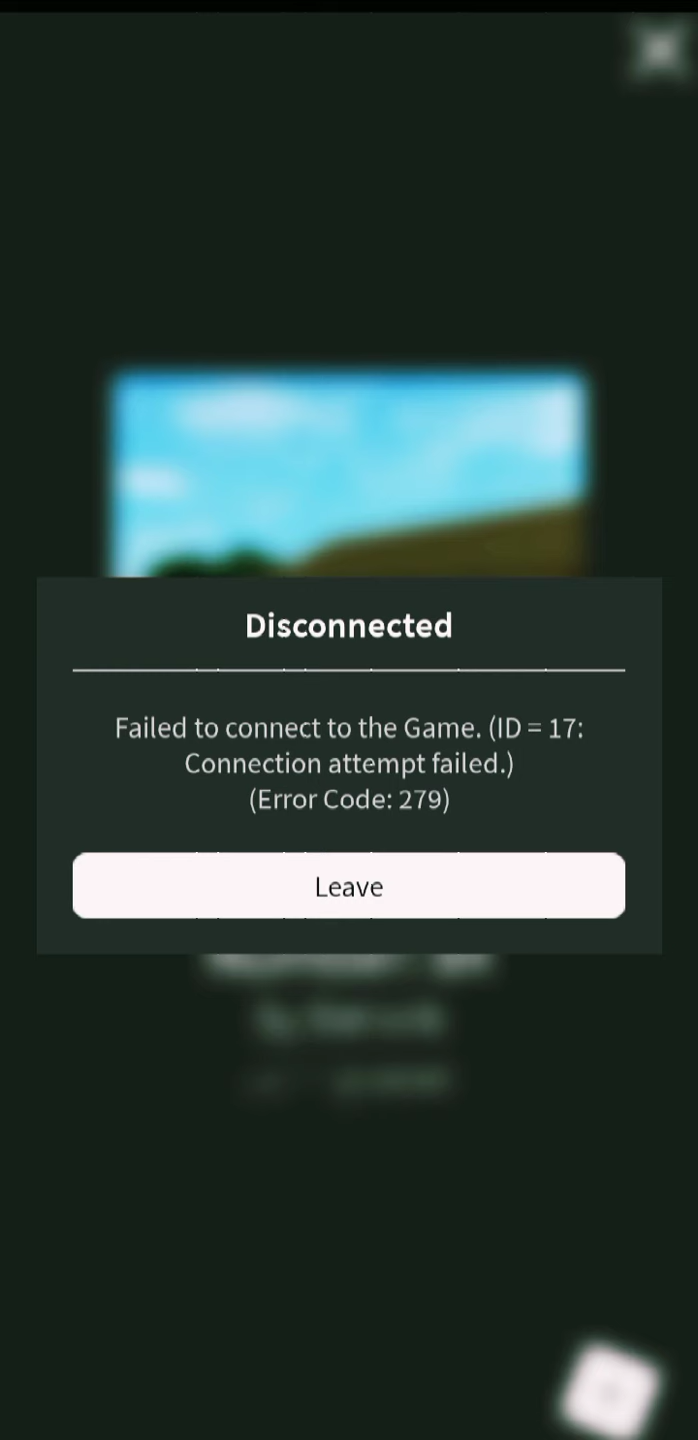 Disconnected
Failed to connect to the Game. (ID = 17:
Connection attempt failed.)
(Error Code: 279)
Leave